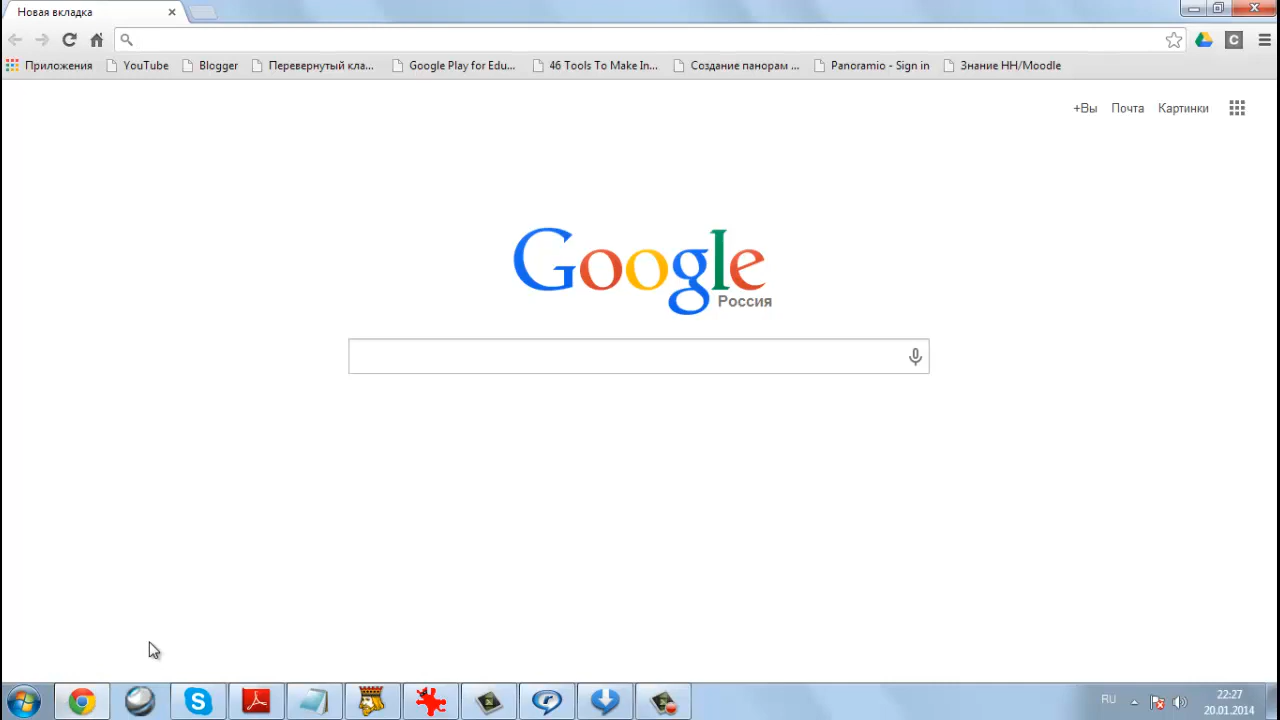 Новая вкладка
Приложения YouTube Blogger Перевернутый кла... Google Play for Edu... 46 Tools To Make In... Создание панорам ... Panoramio - Sign in Знание НН/Moodle
+Вы Почта Картинки
Google
Россия
RU 22:27
20.01.2014